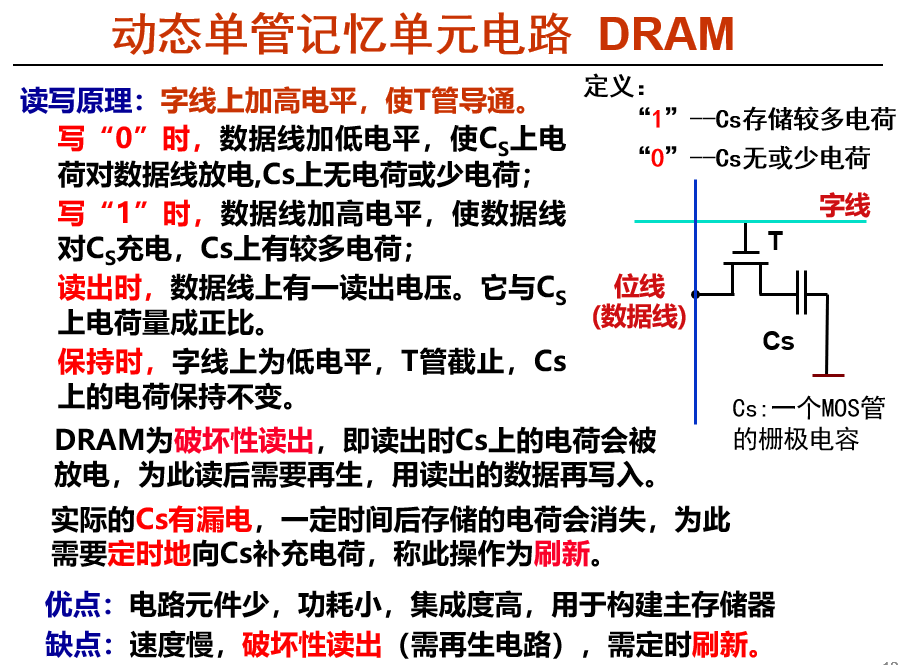 动态单管记忆单元电路 DRAM
读写原理：字线上加高电平，使T管导通。
写“0”时，数据线加低电平，使CS上电
荷对数据线放电,Cs上无电荷或少电荷；
写“1”时，数据线加高电平，使数据线
对CS充电，Cs上有较多电荷；
读出时，数据线上有一读出电压。它与CS
上电荷量成正比。
保持时，字线上为低电平，T管截止，Cs
上的电荷保持不变。
DRAM为破坏性读出，即读出时Cs上的电荷会被
放电，为此读后需要再生，用读出的数据再写入。
实际的Cs有漏电，一定时间后存储的电荷会消失，为此
需要定时地向Cs补充电荷，称此操作为刷新。
优点：电路元件少，功耗小，集成度高，用于构建主存储器
缺点：速度慢，破坏性读出（需再生电路），需定时刷新。
定义：
“1”--Cs存储较多电荷
“0”--Cs无或少电荷
字线
T
位线
(数据线)
Cs
Cs:一个MOS管
的栅极电容